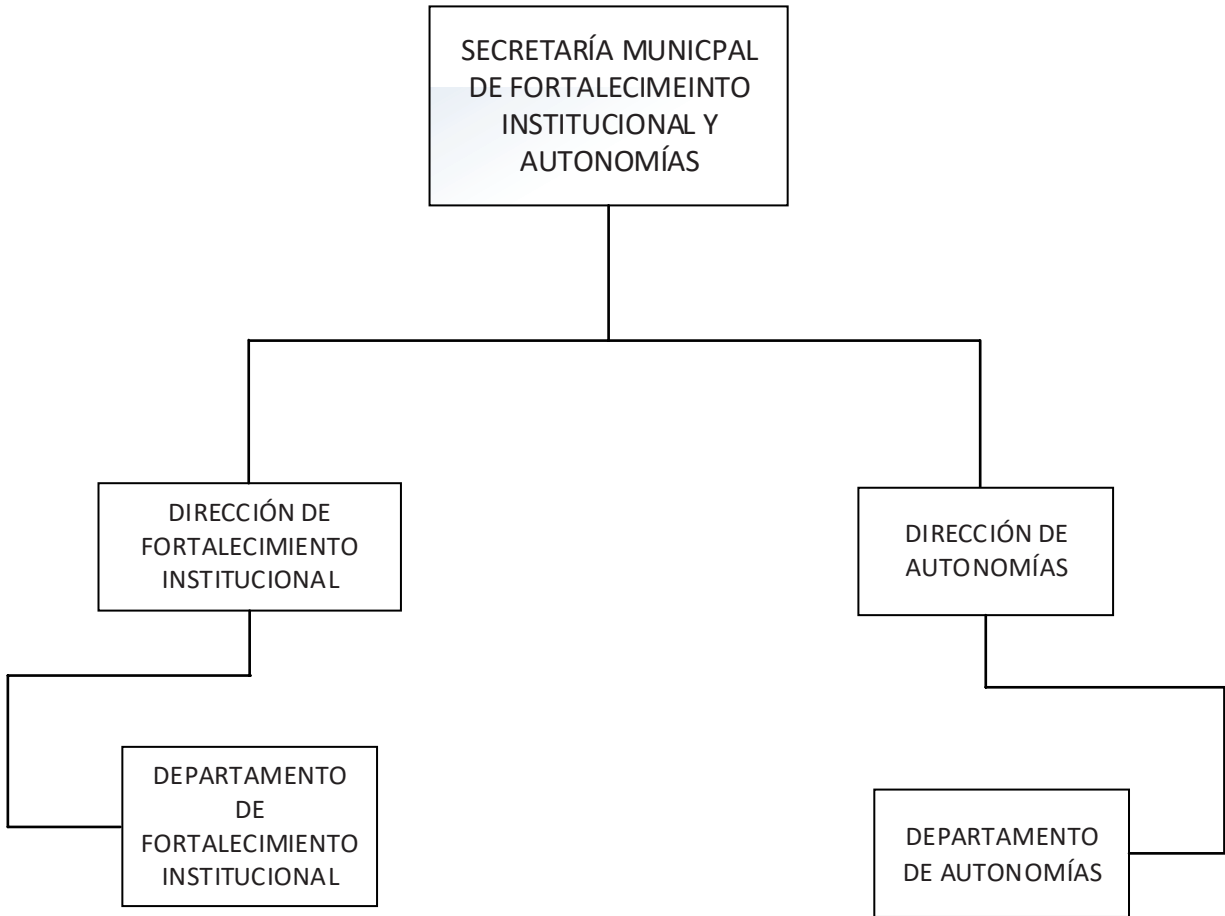 SECRETARÍA MUNICPAL
DE FORTALECIMEINTO
INSTITUCIONAL Y
AUTONOMÍAS
DIRECCIÓN DE
FORTALECIMIENTO
INSTITUCIONAL
DIRECCIÓN DE
AUTONOMÍAS
DEPARTAMENTO
DE
FORTALECIMIENTO
INSTITUCIONAL
DEPARTAMENTO
DE AUTONOMÍAS